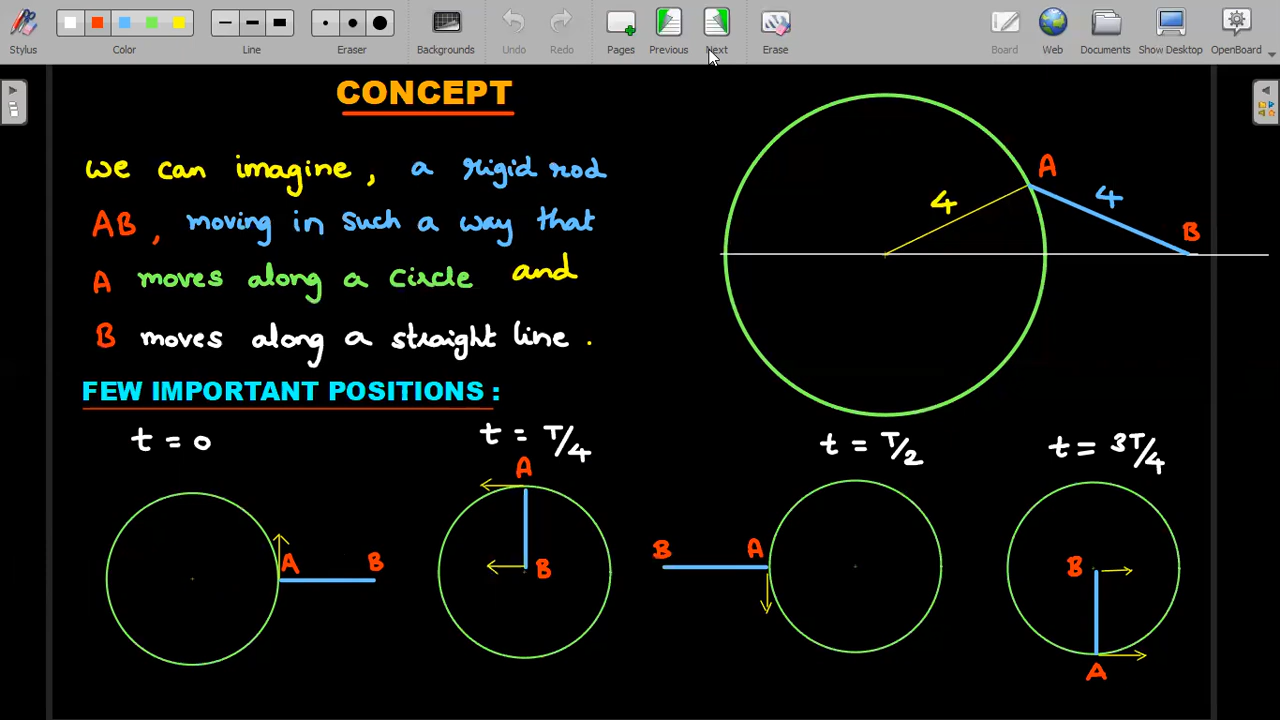 Stylus
Color
Line
Eraser
Backgrounds
Undo
Redo
Pages
Previous
Next
Erase
Board
Web
Documents
Show Desktop
OpenBoard
CONCEPT
we can imagine, a rigid rod
AB, moving in such a way that
A moves along a circle and
B moves along a straight line.
4
A
4
B
FEW IMPORTANT POSITIONS :
t = 0
A
B
t = T/4
A
B
t = T/2
B
A
t = 3T/4
B
A